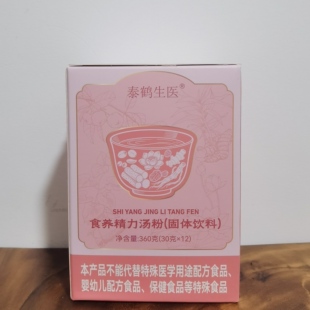 泰鹤生医®
SHI YANG JING LI TANG FEN
食养精力汤粉(固体饮料)
净含量:360克(30克×12)
本产品不能代替特殊医学用途配方食品、
婴幼儿配方食品、保健食品等特殊食品